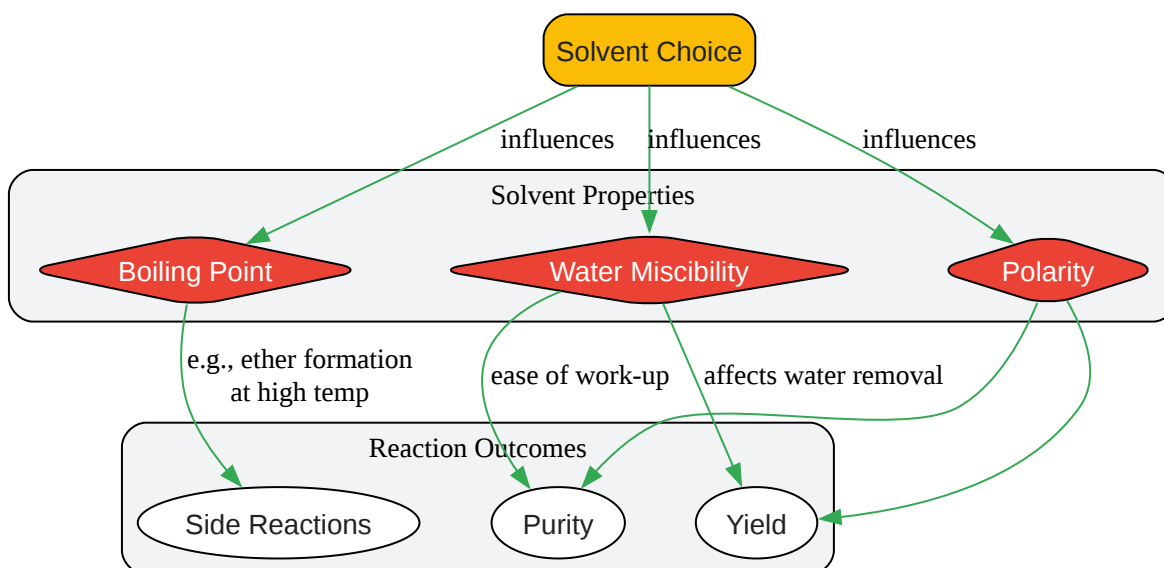 Solvent Choice
influences
influences
influences
Solvent Properties
Boiling Point
Water Miscibility
Polarity
e.g., ether formation
at high temp
ease of work-up
affects water removal
Reaction Outcomes
Side Reactions
Purity
Yield